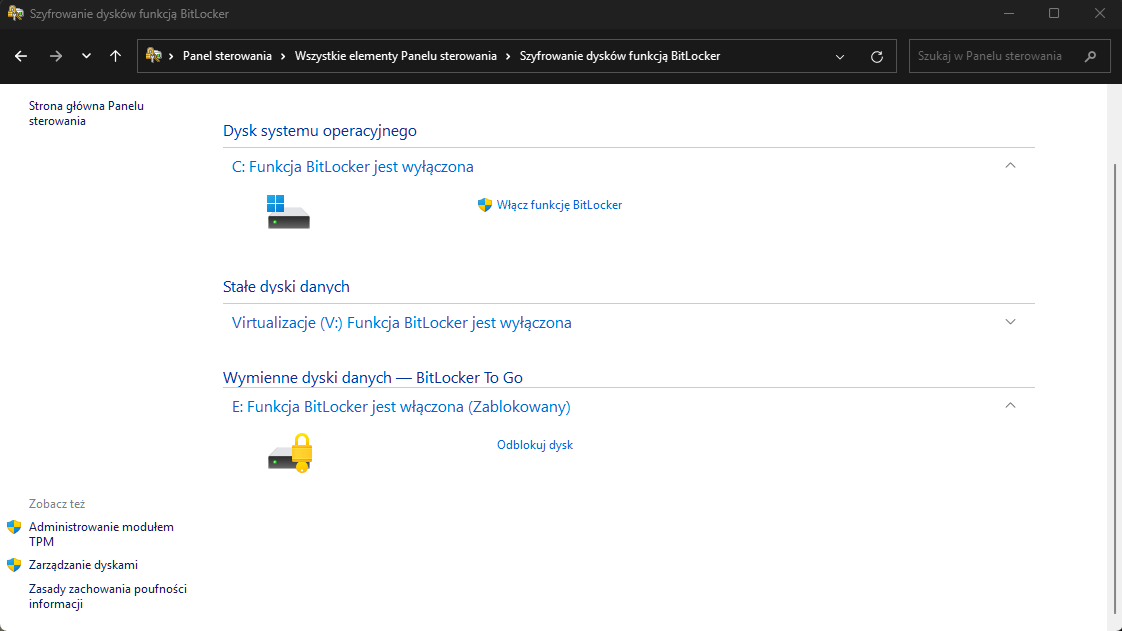 Szyfrowanie dysków funkcją BitLocker
Panel sterowania > Wszystkie elementy Panelu sterowania > Szyfrowanie dysków funkcją BitLocker
Szukaj w Panelu sterowania
Strona główna Panelu
sterowania
Dysk systemu operacyjnego
C: Funkcja BitLocker jest wyłączona
Włącz funkcję BitLocker
Stałe dyski danych
Virtualizacje (V:) Funkcja BitLocker jest wyłączona
Wymienne dyski danych — BitLocker To Go
E: Funkcja BitLocker jest włączona (Zablokowany)
Odblokuj dysk
Zobacz też
Administrowanie modułem
TPM
Zarządzanie dyskami
Zasady zachowania poufności
informacji